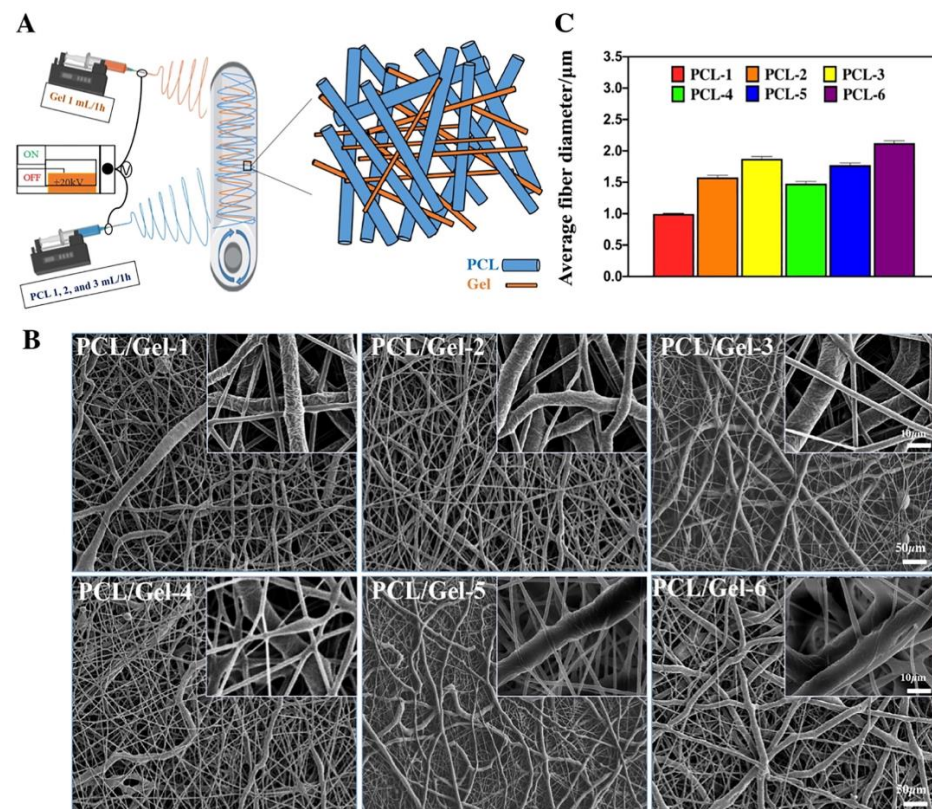 A
Gel 1 mL/1h
ON
OFF
+20kV
PCL 1, 2, and 3 mL/1h
PCL
Gel
C
Average fiber diameter/µm
3.5
3.0
2.5
2.0
1.5
1.0
0.5
0.0
PCL-1 PCL-2 PCL-3
PCL-4 PCL-5 PCL-6
B
PCL/Gel-1
PCL/Gel-2
PCL/Gel-3
10µm
50µm
PCL/Gel-4
PCL/Gel-5
PCL/Gel-6
10µm
50µm